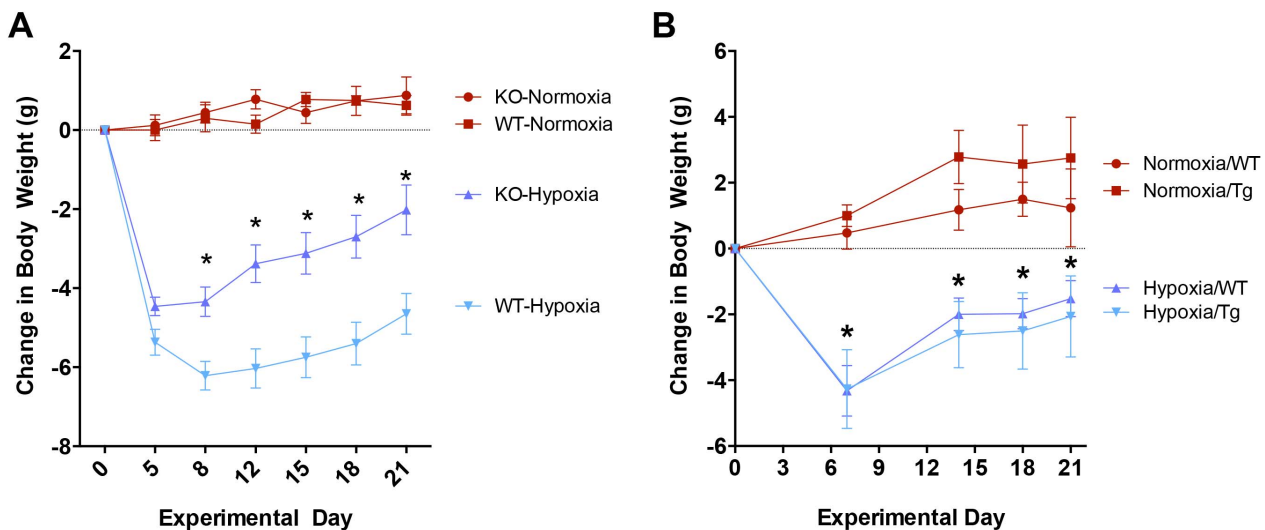 A
Change in Body Weight (g)
2
0
-2
-4
-6
-8
0
5
8
12
15
18
21
Experimental Day
*
*
*
*
*
KO-Normoxia
WT-Normoxia
KO-Hypoxia
WT-Hypoxia
B
Change in Body Weight (g)
6
4
2
0
-2
-4
-6
0
3
6
9
12
15
18
21
Experimental Day
*
*
*
*
Normoxia/WT
Normoxia/Tg
Hypoxia/WT
Hypoxia/Tg